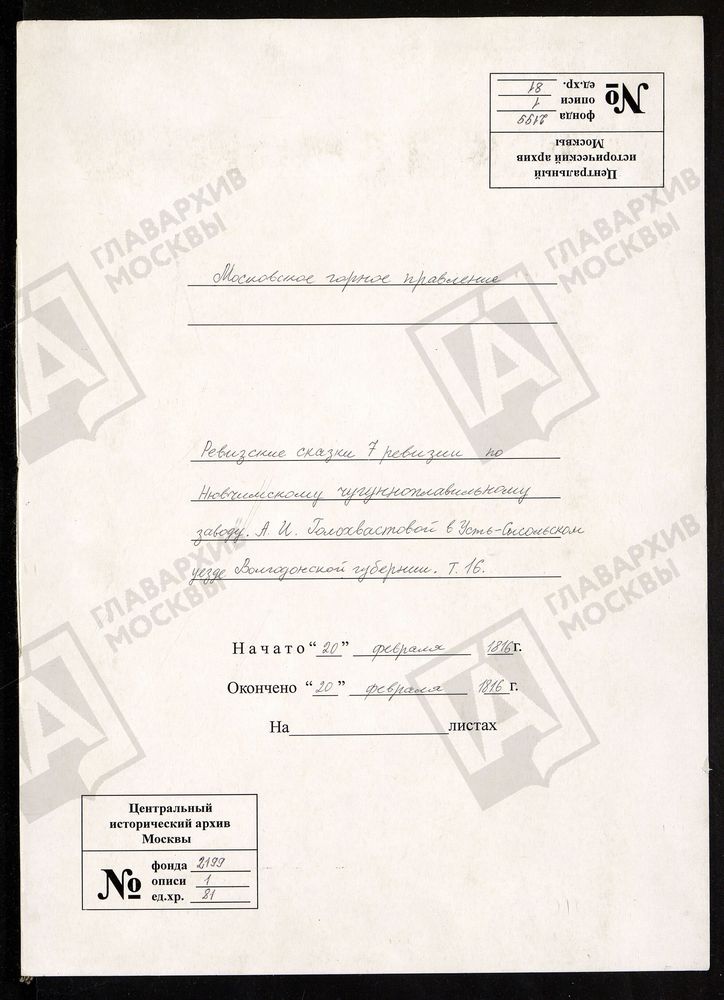 №
фонда 2199
описи 1
ед.хр. 81
Центральный
исторический архив
Москвы
Московское горное правление
Ревизские сказки 7 ревизии по
Нювчимскому чугунноплавильному
заводу. А. И. Голохвастовой в Усть-Сысольском
уезде Волгодонской губернии. Т. 16.
Начато "20" февраля 1816 г.
Окончено "20" февраля 1816 г.
На листах
Центральный
исторический архив
Москвы
№
фонда 2199
описи 1
ед.хр. 81
ГЛАВАРХИВ
МОСКВЫ
ГЛАВАРХИВ
МОСКВЫ
ГЛАВАРХИВ
МОСКВЫ
ГЛАВАРХИВ
МОСКВЫ